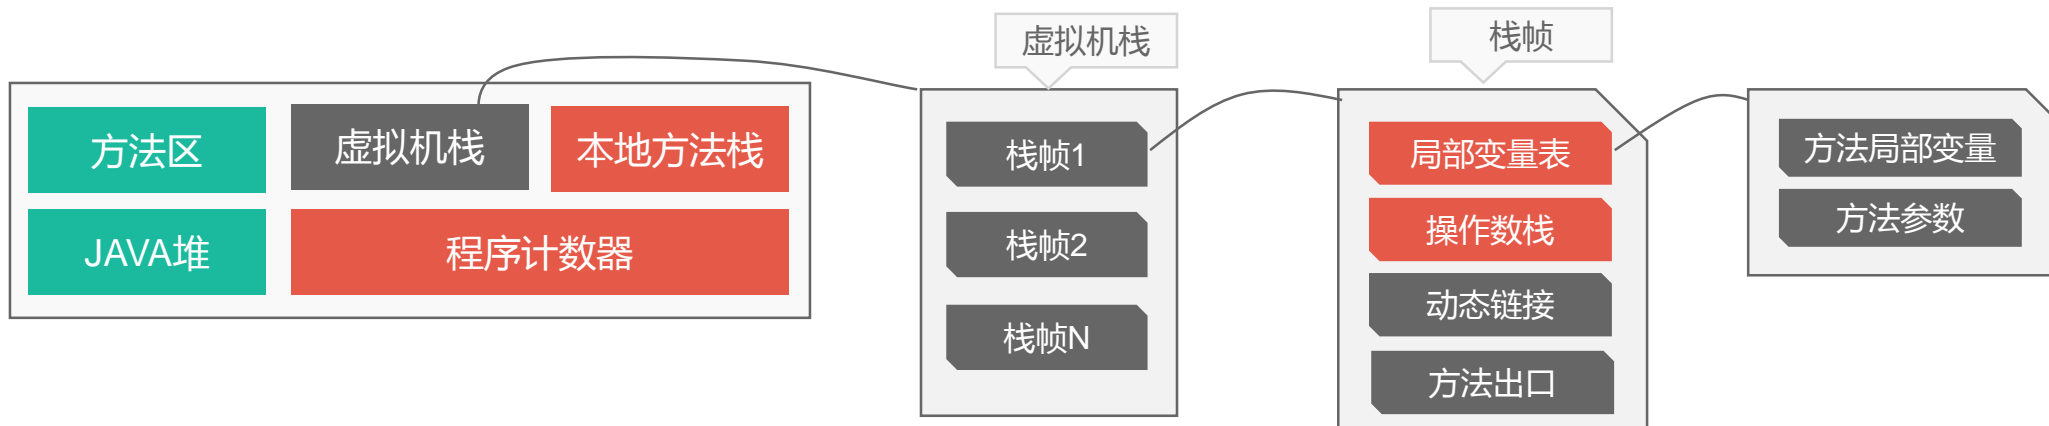 虚拟机栈
栈帧
方法区
虚拟机栈
本地方法栈
JAVA堆
程序计数器
栈帧1
栈帧2
栈帧N
局部变量表
操作数栈
动态链接
方法出口
方法局部变量
方法参数